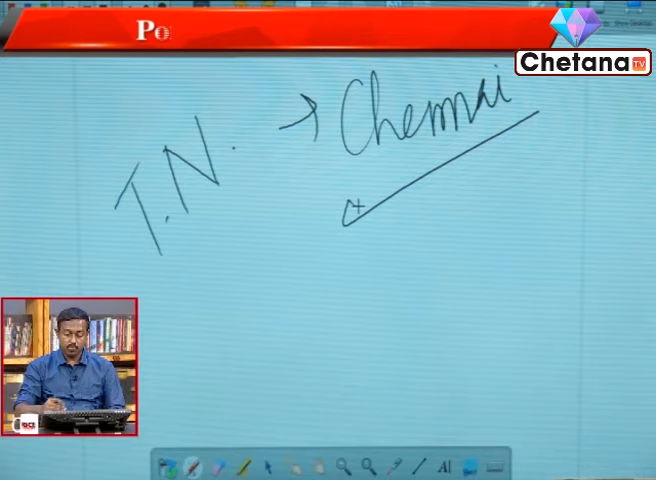 Po
Chetana TV
T.N. → Chennai